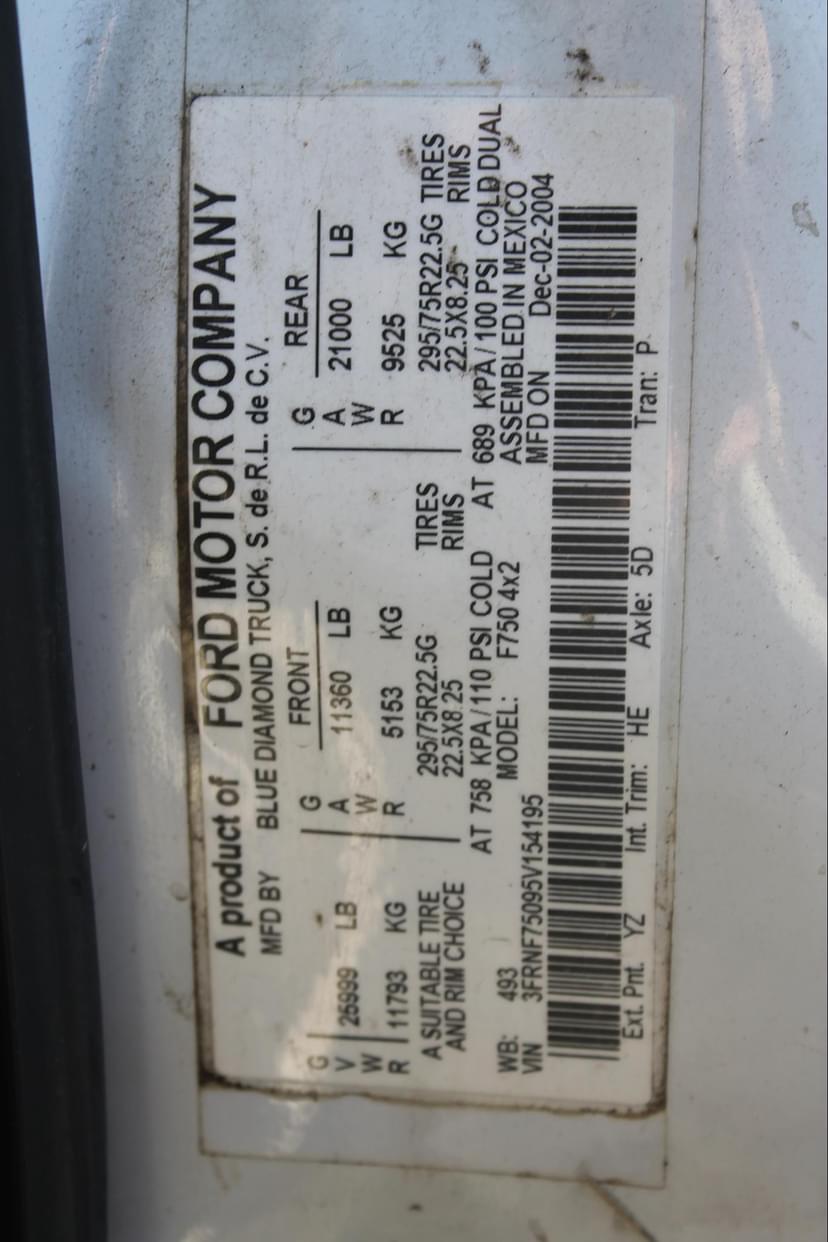 A product of FORD MOTOR COMPANY
MFD BY BLUE DIAMOND TRUCK, S. de R.L. de C.V.
G FRONT G REAR
V 25999 LB A 11360 LB A 21000 LB
W W W
R 11793 KG R 5153 KG R 9525 KG
A SUITABLE TIRE 295/75R22.5G TIRES 295/75R22.5G TIRES
AND RIM CHOICE 22.5X8.25 RIMS 22.5X8.25 RIMS
AT 758 KPA/110 PSI COLD AT 689 KPA/100 PSI COLD DUAL
WB: 493 MODEL: F750 4x2 ASSEMBLED IN MEXICO
VIN 3FRNF75095V154195 MFD ON Dec-02-2004
Ext. Pnt. YZ Int. Trim: HE Axle: 5D Tran: P